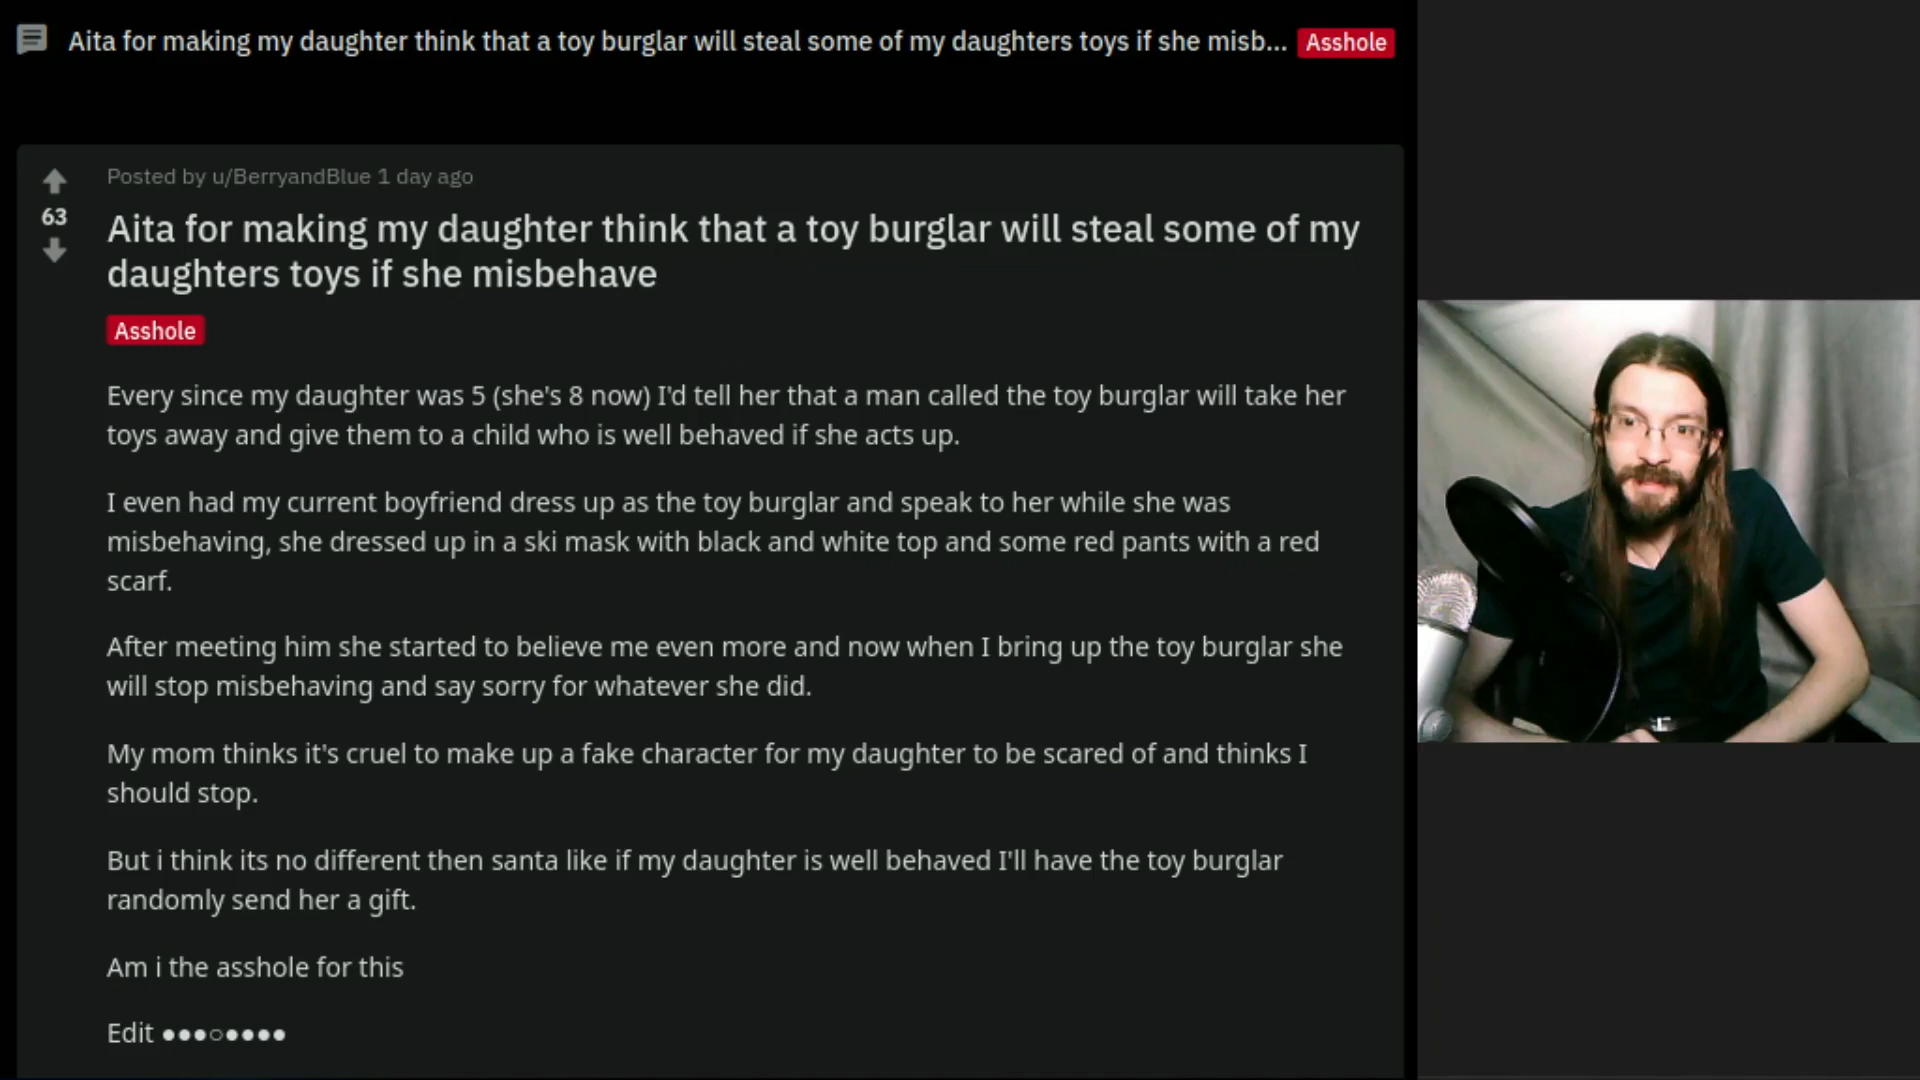 Aita for making my daughter think that a toy burglar will steal some of my daughters toys if she misb... Asshole
Posted by u/BerryandBlue 1 day ago
63
Aita for making my daughter think that a toy burglar will steal some of my
daughters toys if she misbehave
Asshole
Every since my daughter was 5 (she's 8 now) I'd tell her that a man called the toy burglar will take her
toys away and give them to a child who is well behaved if she acts up.
I even had my current boyfriend dress up as the toy burglar and speak to her while she was
misbehaving, she dressed up in a ski mask with black and white top and some red pants with a red
scarf.
After meeting him she started to believe me even more and now when I bring up the toy burglar she
will stop misbehaving and say sorry for whatever she did.
My mom thinks it's cruel to make up a fake character for my daughter to be scared of and thinks I
should stop.
But i think its no different then santa like if my daughter is well behaved I'll have the toy burglar
randomly send her a gift.
Am i the asshole for this
Edit ●●●○●●●●